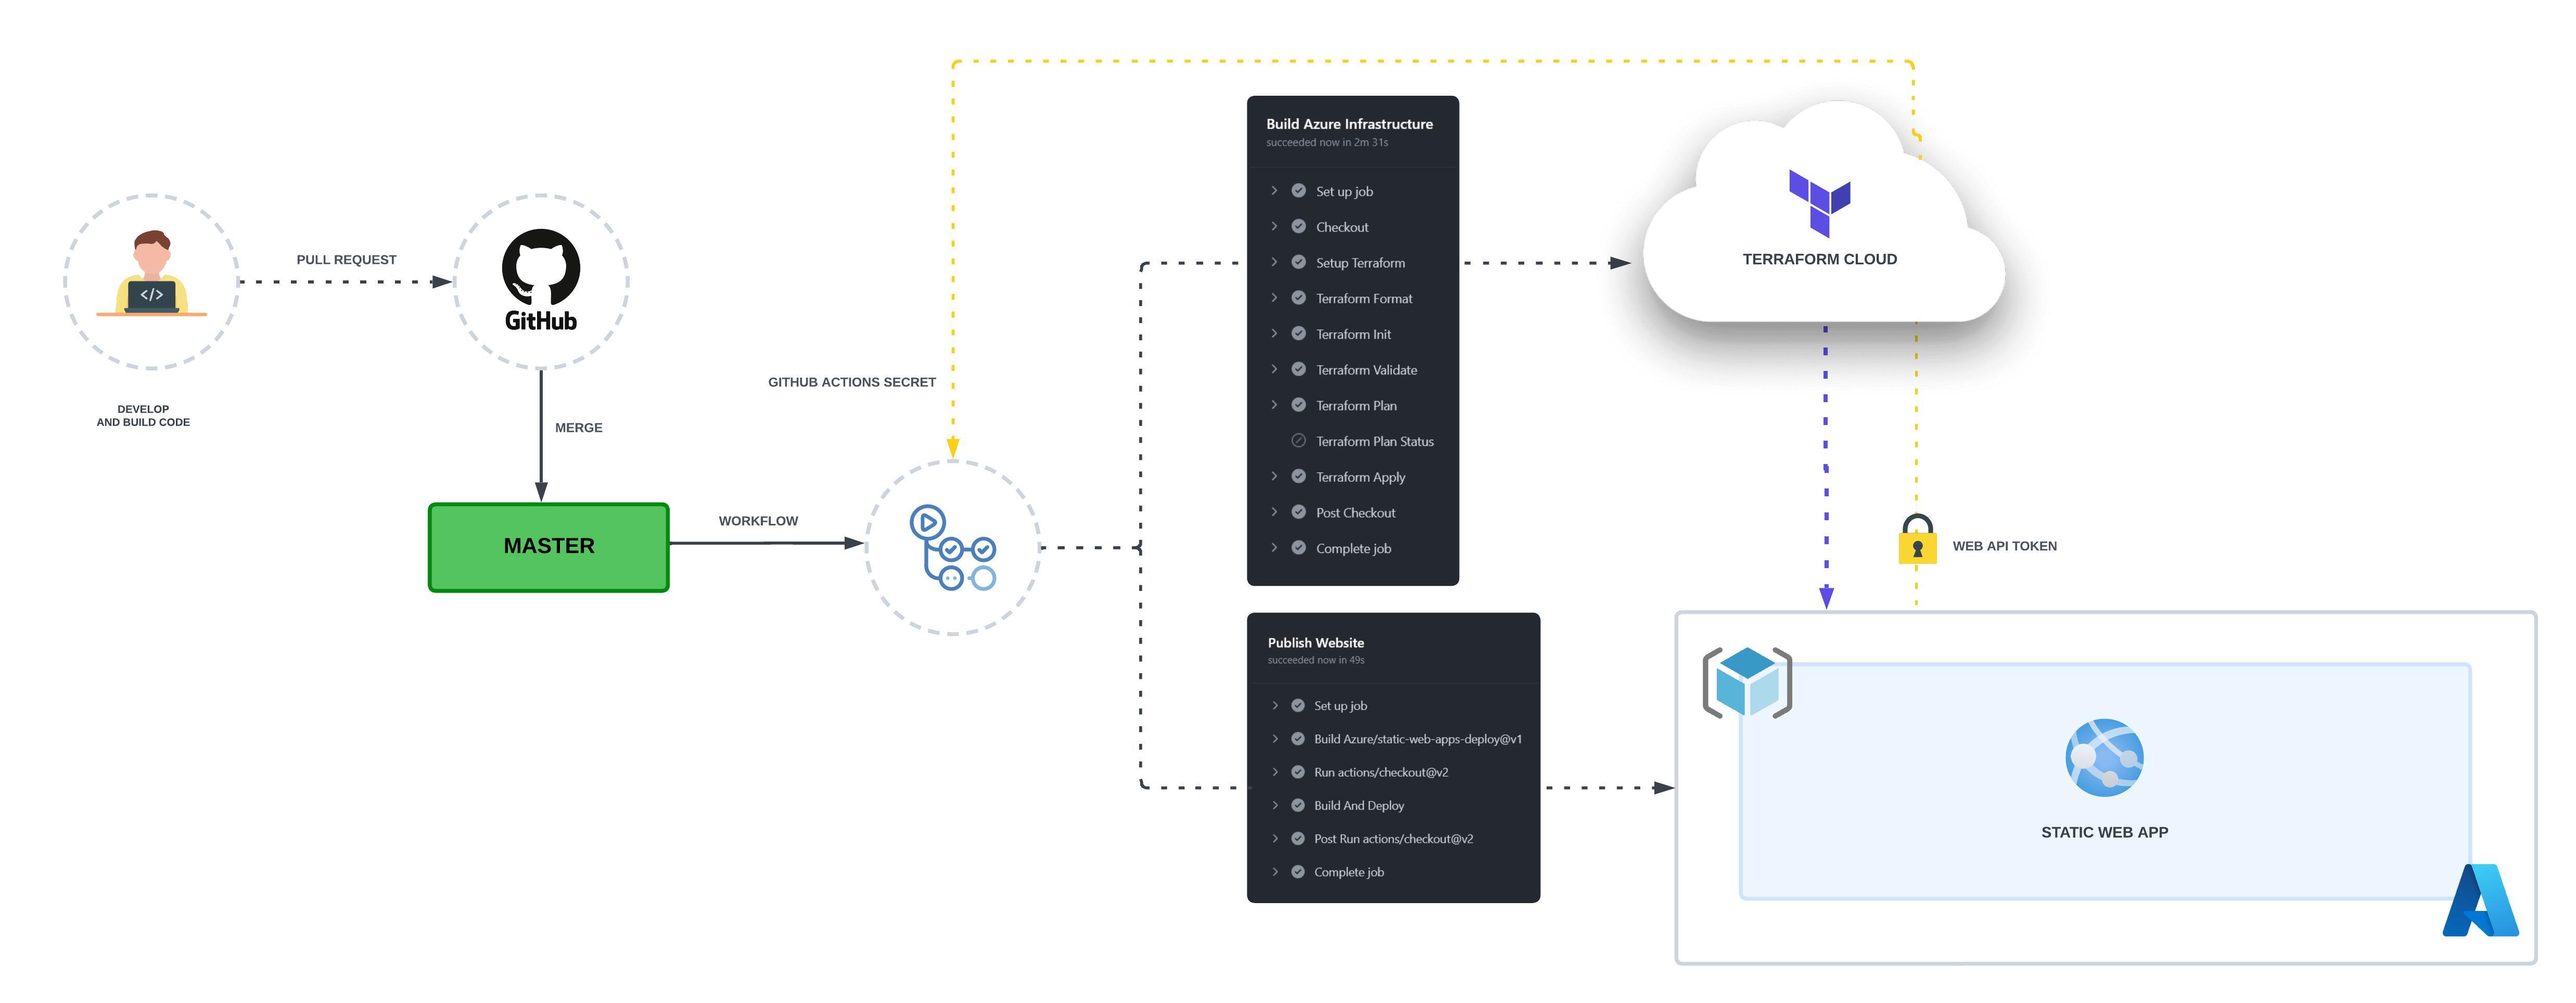 PULL REQUEST
</>
GitHub
DEVELOP
AND BUILD CODE
MERGE
MASTER
WORKFLOW
GITHUB ACTIONS SECRET
Build Azure Infrastructure
succeeded now in 2m 31s
Set up job
Checkout
Setup Terraform
Terraform Format
Terraform Init
Terraform Validate
Terraform Plan
Terraform Plan Status
Terraform Apply
Post Checkout
Complete job
Publish Website
succeeded now in 49s
Set up job
Build Azure/static-web-apps-deploy@v1
Run actions/checkout@v2
Build And Deploy
Post Run actions/checkout@v2
Complete job
TERRAFORM CLOUD
WEB API TOKEN
STATIC WEB APP